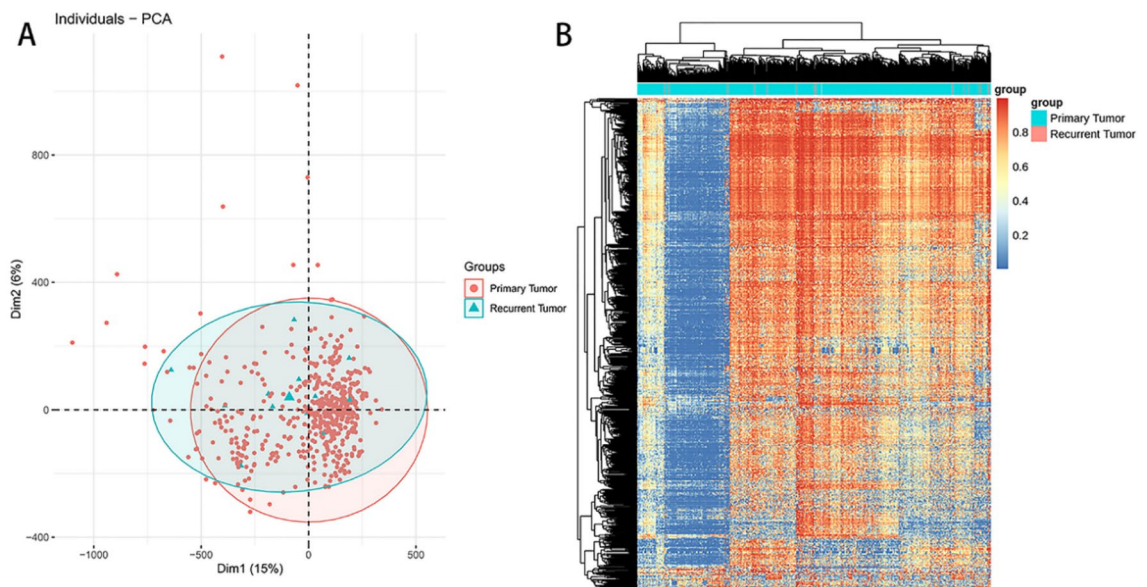 A
Individuals – PCA
800
400
0
−400
Dim2 (6%)
−1000
−500
0
500
Dim1 (15%)
Groups
Primary Tumor
Recurrent Tumor
B
group
0.8
0.6
0.4
0.2
group
Primary Tumor
Recurrent Tumor